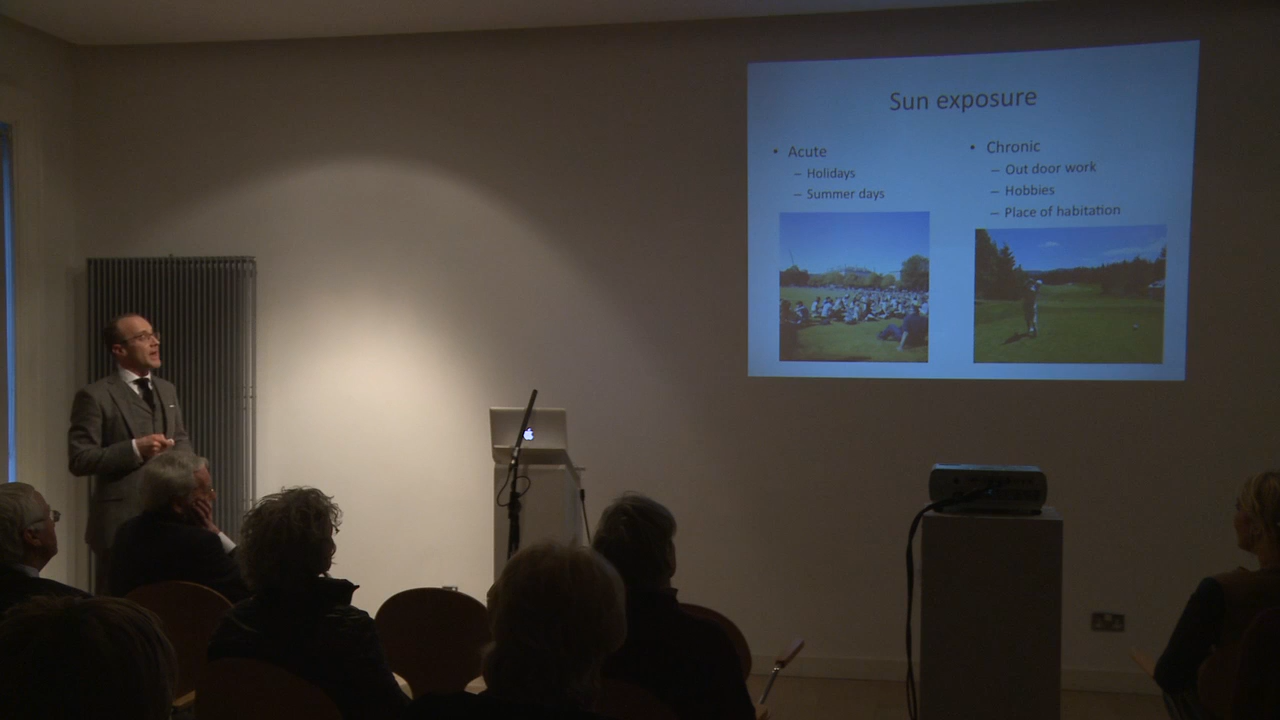 Sun exposure
• Acute
– Holidays
– Summer days
• Chronic
– Out door work
– Hobbies
– Place of habitation